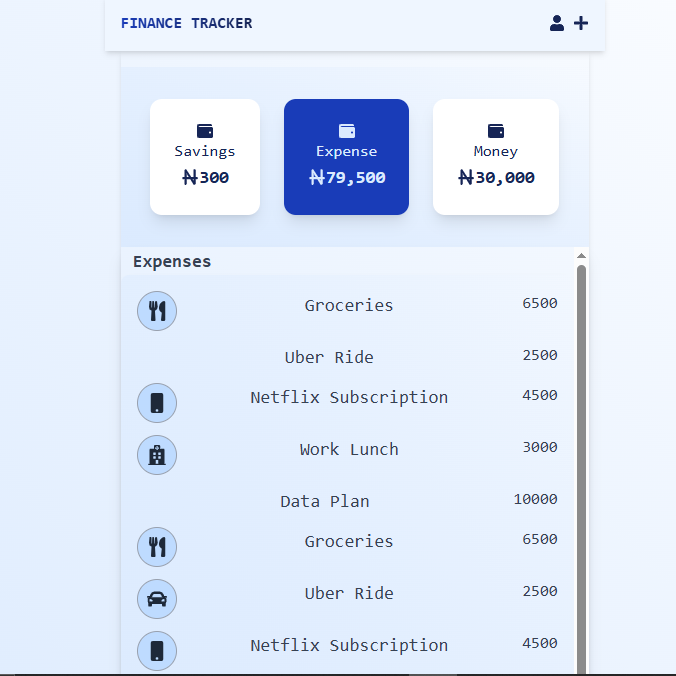 FINANCE TRACKER
Savings
₦300
Expense
₦79,500
Money
₦30,000
Expenses
Groceries 6500
Uber Ride 2500
Netflix Subscription 4500
Work Lunch 3000
Data Plan 10000
Groceries 6500
Uber Ride 2500
Netflix Subscription 4500